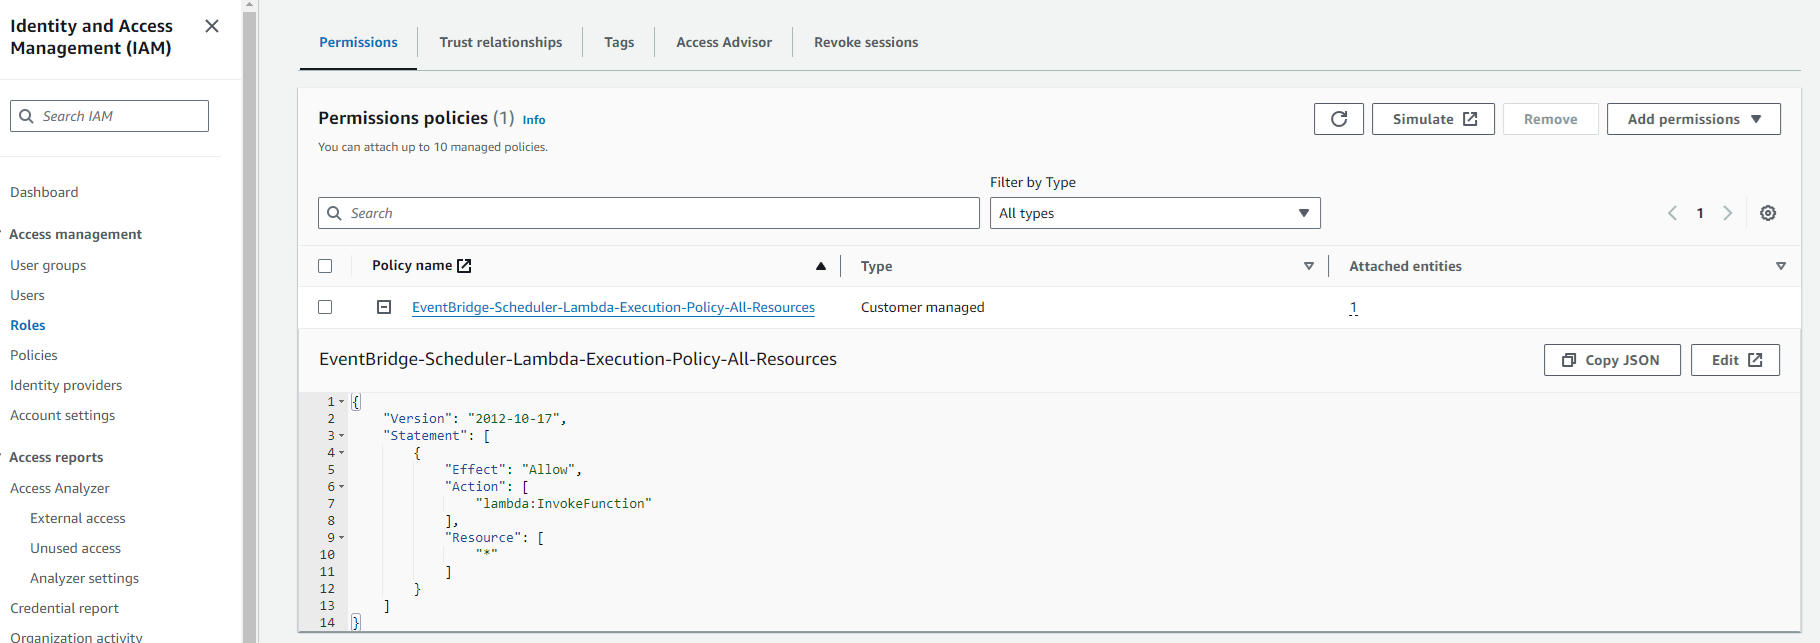 Identity and Access
Management (IAM)
Search IAM
Dashboard
Access management
User groups
Users
Roles
Policies
Identity providers
Account settings
Access reports
Access Analyzer
External access
Unused access
Analyzer settings
Credential report
Organization activity
Permissions
Trust relationships
Tags
Access Advisor
Revoke sessions
Permissions policies (1) Info
You can attach up to 10 managed policies.
Simulate
Remove
Add permissions
Filter by Type
Search
All types
1
Policy name
Type
Attached entities
EventBridge-Scheduler-Lambda-Execution-Policy-All-Resources
Customer managed
1
EventBridge-Scheduler-Lambda-Execution-Policy-All-Resources
Copy JSON
Edit
1 {
2 "Version": "2012-10-17",
3 "Statement": [
4 {
5 "Effect": "Allow",
6 "Action": [
7 "lambda:InvokeFunction"
8 ],
9 "Resource": [
10 "*"
11 ]
12 }
13 ]
14 }